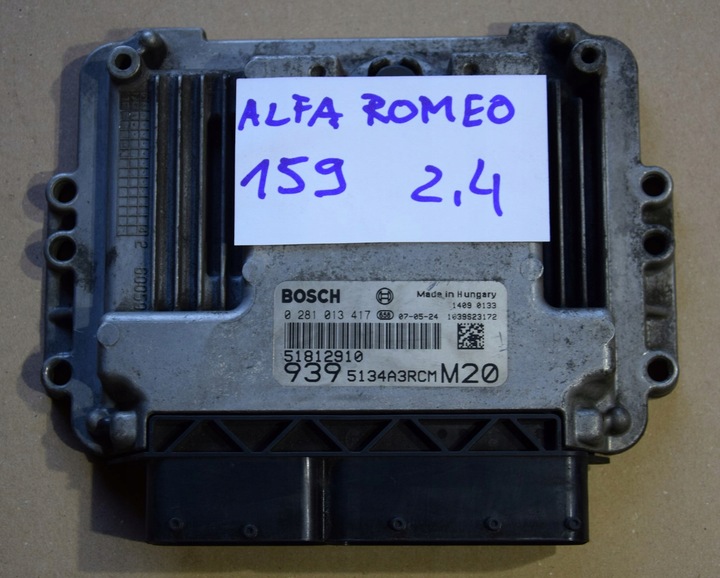 ALFA ROMEO
159 2.4
BOSCH Made in Hungary
1409 0133
0 281 013 417 656 07-05-24 1039S23172
51812910
939 5134A3RCM M20